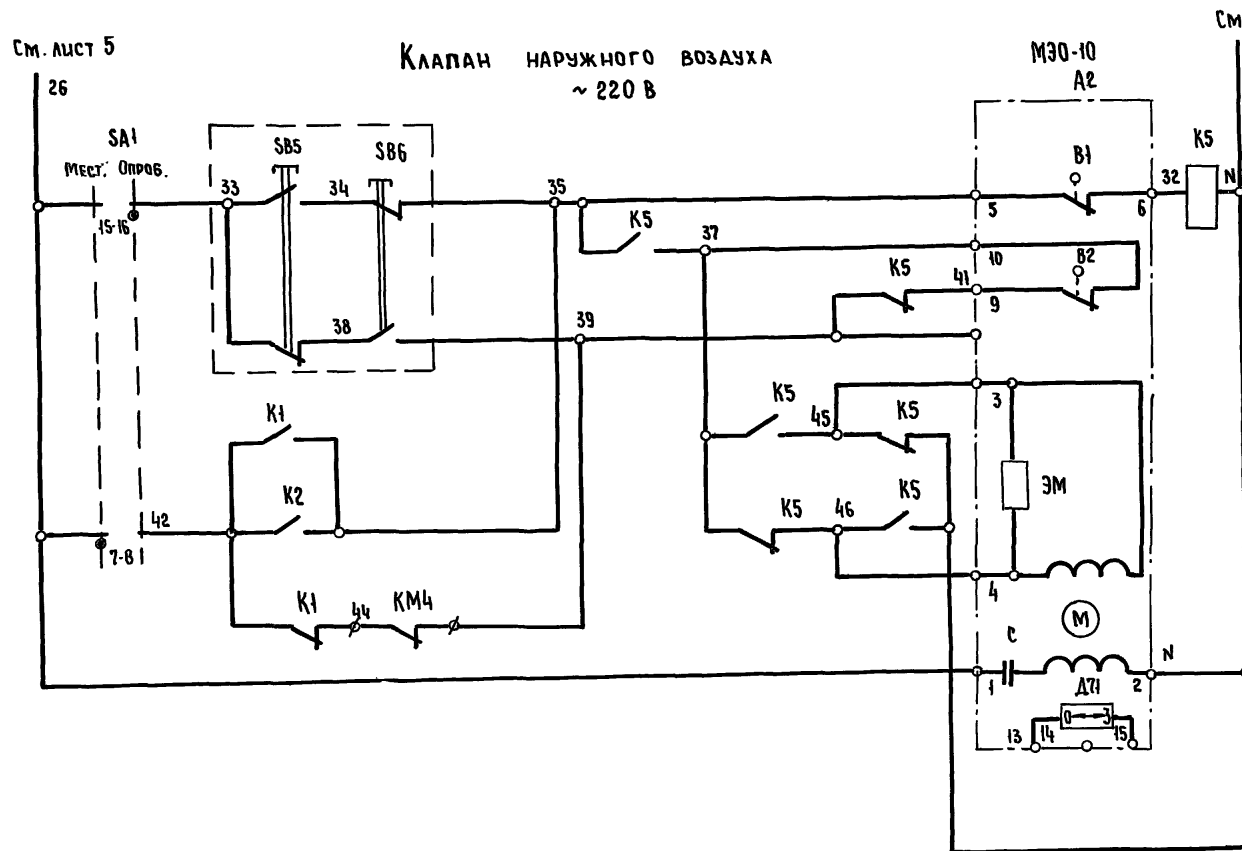 См. лист 5
См
Клапан наружного воздуха
~ 220 В
МЭО-10
А2
26
SA1
Мест. Опроб.
SB5
SB6
В1
К5
33
34
35
5
6
32
N
15-16
К5
37
10
В2
К5
41
9
38
39
3
К1
К5
45
К5
ЭМ
К2
42
К5
46
К5
7-8
4
К1
44
КМ4
М
С
N
1
2
Д71
13
14
15